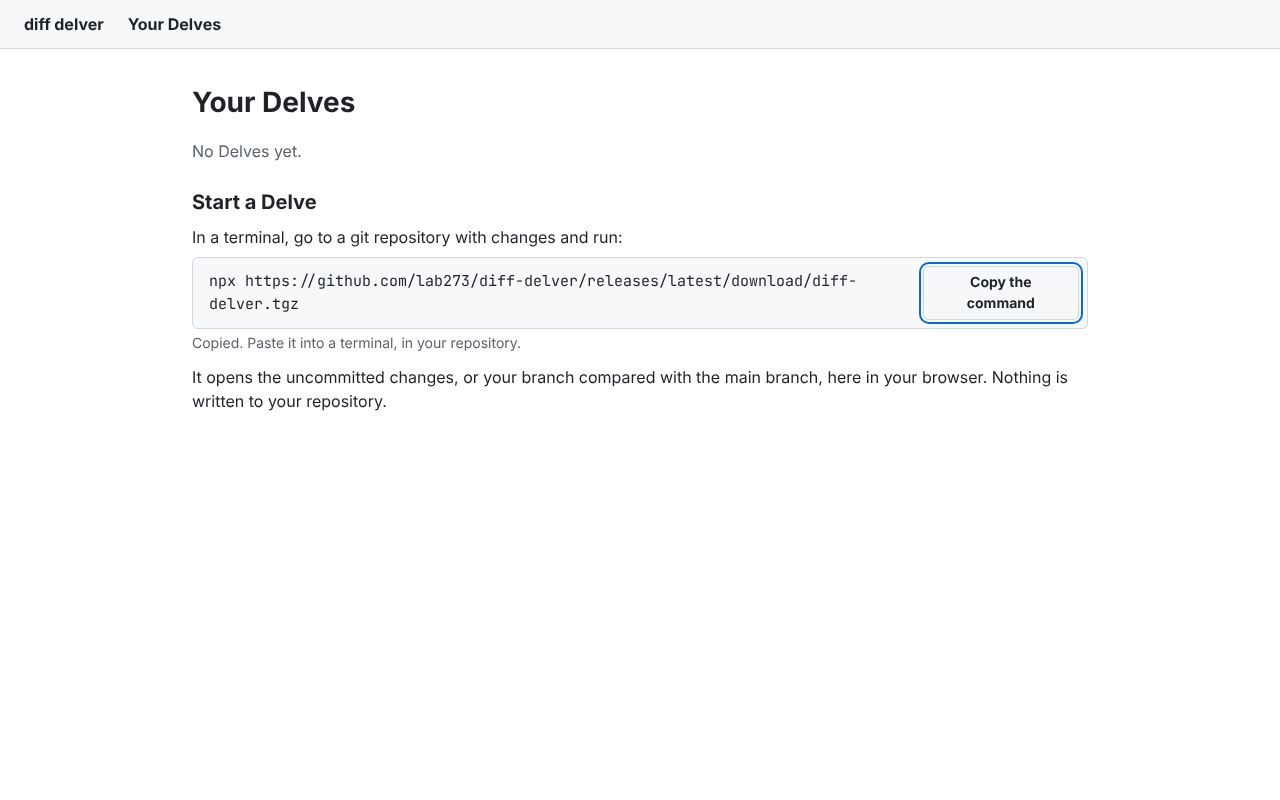 diff delver Your Delves
Your Delves
No Delves yet.
Start a Delve
In a terminal, go to a git repository with changes and run:
npx https://github.com/lab273/diff-delver/releases/latest/download/diff-
delver.tgz
Copy the
command
Copied. Paste it into a terminal, in your repository.
It opens the uncommitted changes, or your branch compared with the main branch, here in your browser. Nothing is
written to your repository.